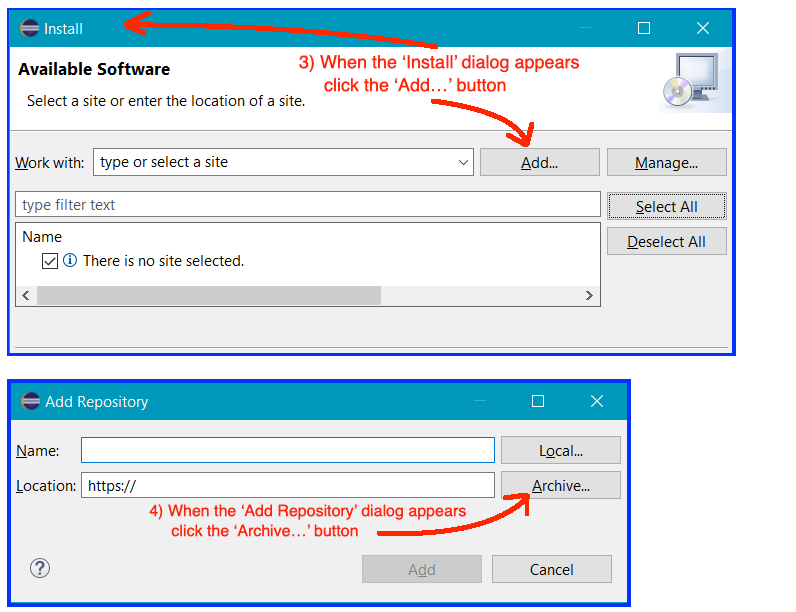 Install
3) When the ‘Install’ dialog appears
click the ‘Add…’ button
Available Software
Select a site or enter the location of a site.
Work with: type or select a site Add... Manage...
type filter text Select All
Name
Deselect All
There is no site selected.
Add Repository
Name: Local...
Location: https:// Archive...
4) When the ‘Add Repository’ dialog appears
click the ‘Archive…’ button
Add Cancel